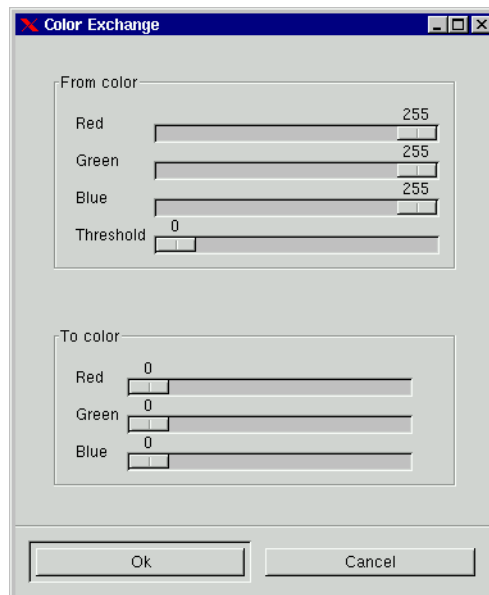 Color Exchange
From color
255
Red
255
Green
255
Blue
0
Threshold
To color
0
Red
0
Green
0
Blue
Ok Cancel